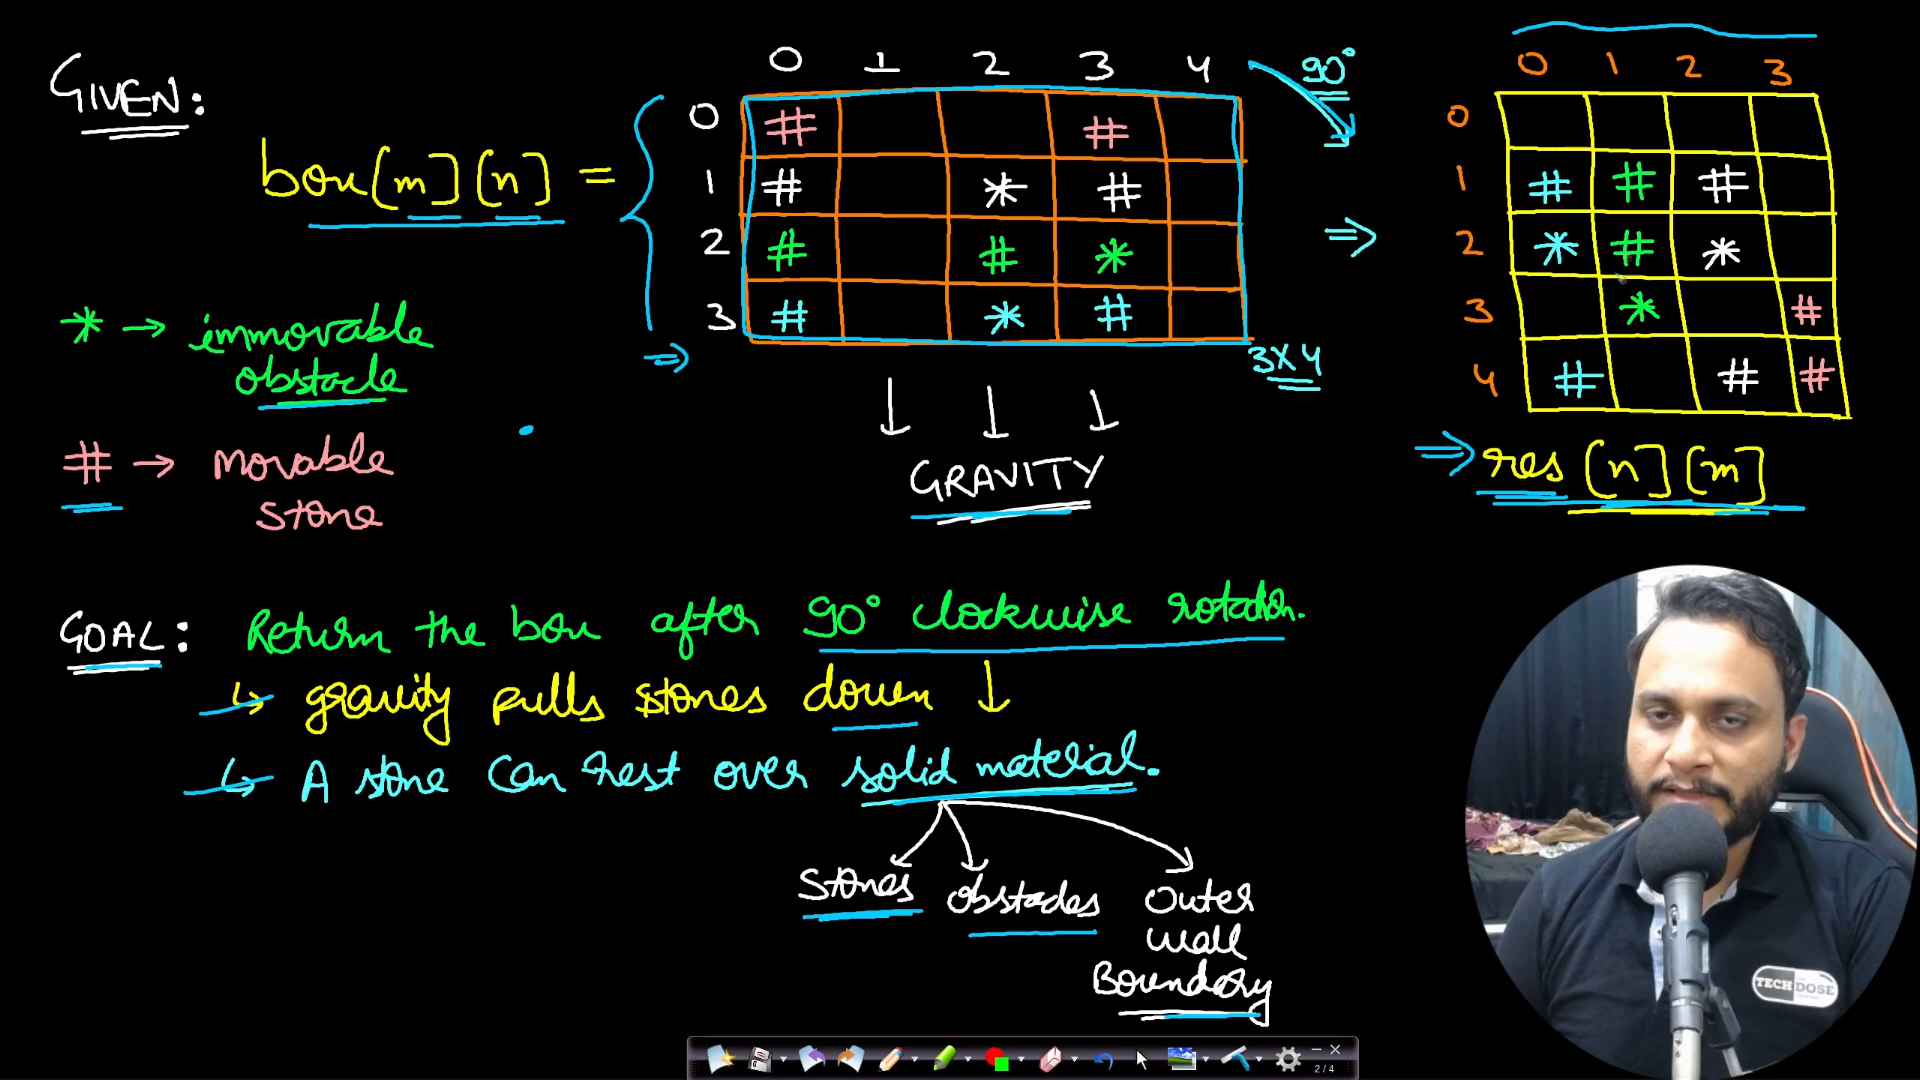 GIVEN:
box[m][n] =
0 1 2 3 4
0 # #
1 # * #
2 # # *
3 # * #
3X4
90°
⇒
0 1 2 3
0
1 # # #
2 * # *
3 * #
4 # # #
⇒ res[n][m]
* → immovable
obstacle
# → movable
stone
⇒
↓ ↓ ↓
GRAVITY
GOAL: Return the box after 90° clockwise rotation.
↳ gravity pulls stones down ↓
↳ A stone can rest over solid material.
stones obstacles outer
wall
Boundary
TECH DOSE
2/4